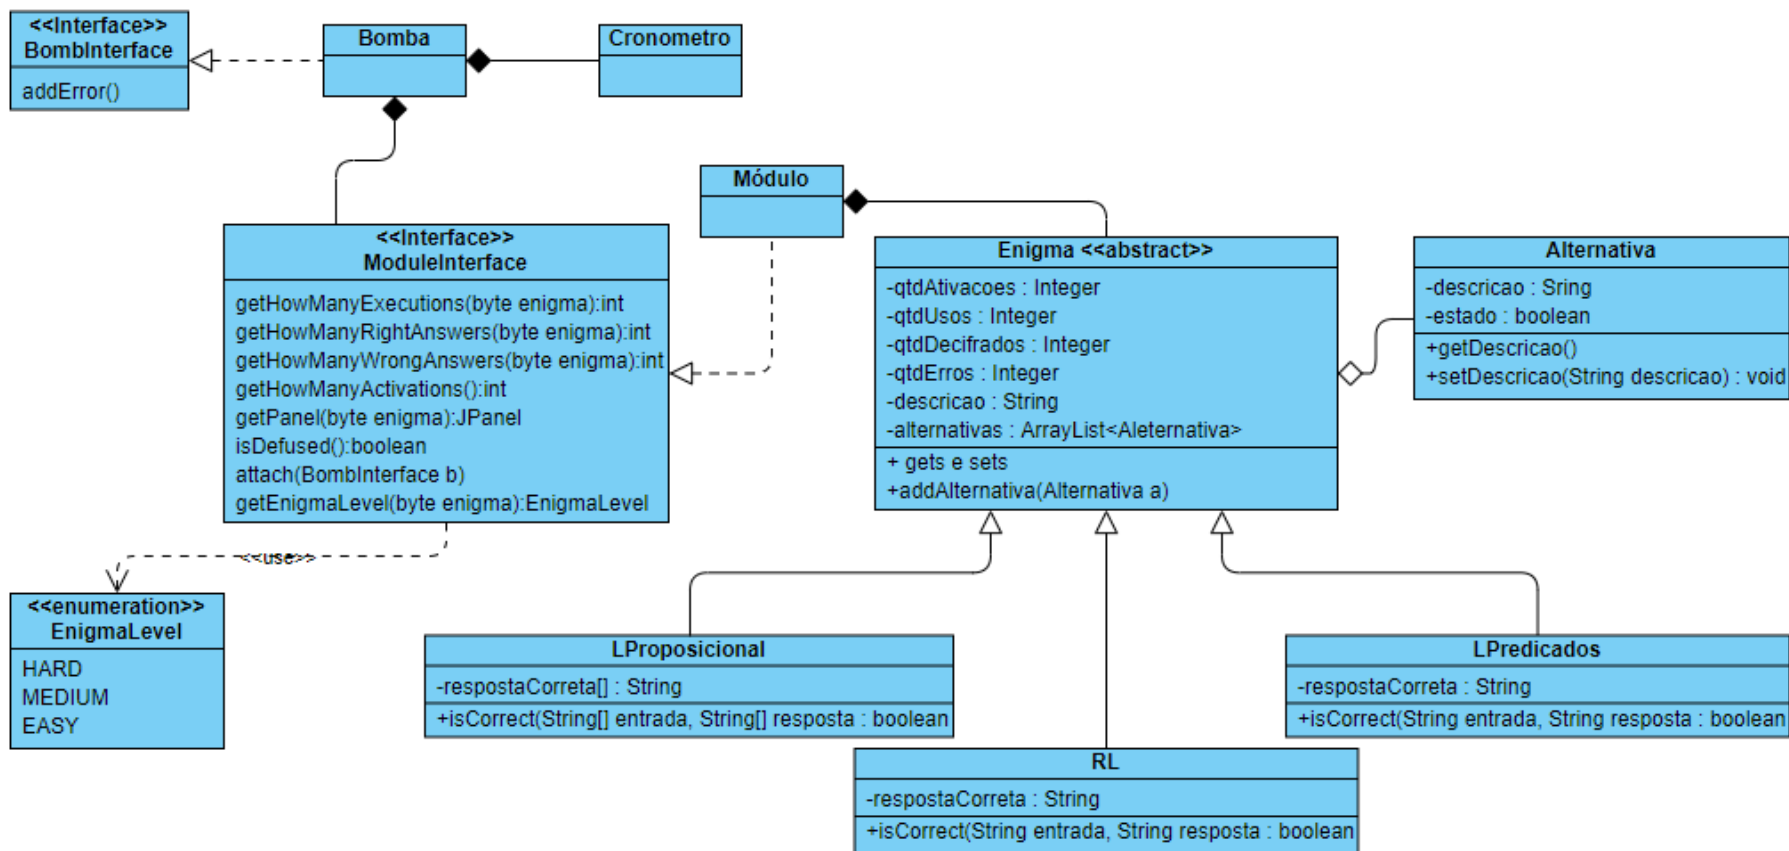 <<Interface>>
BombInterface
addError()
Bomba
Cronometro
Módulo
<<Interface>>
ModuleInterface
getHowManyExecutions(byte enigma):int
getHowManyRightAnswers(byte enigma):int
getHowManyWrongAnswers(byte enigma):int
getHowManyActivations():int
getPanel(byte enigma):JPanel
isDefused():boolean
attach(BombInterface b)
getEnigmaLevel(byte enigma):EnigmaLevel
Enigma <<abstract>>
-qtdAtivacoes : Integer
-qtdUsos : Integer
-qtdDecifrados : Integer
-qtdErros : Integer
-descricao : String
-alternativas : ArrayList<Aleternativa>
+ gets e sets
+addAlternativa(Alternativa a)
Alternativa
-descricao : Sring
-estado : boolean
+getDescricao()
+setDescricao(String descricao) : void
<<use>>
<<enumeration>>
EnigmaLevel
HARD
MEDIUM
EASY
LProposicional
-respostaCorreta[] : String
+isCorrect(String[] entrada, String[] resposta : boolean
LPredicados
-respostaCorreta : String
+isCorrect(String entrada, String resposta : boolean
RL
-respostaCorreta : String
+isCorrect(String entrada, String resposta : boolean